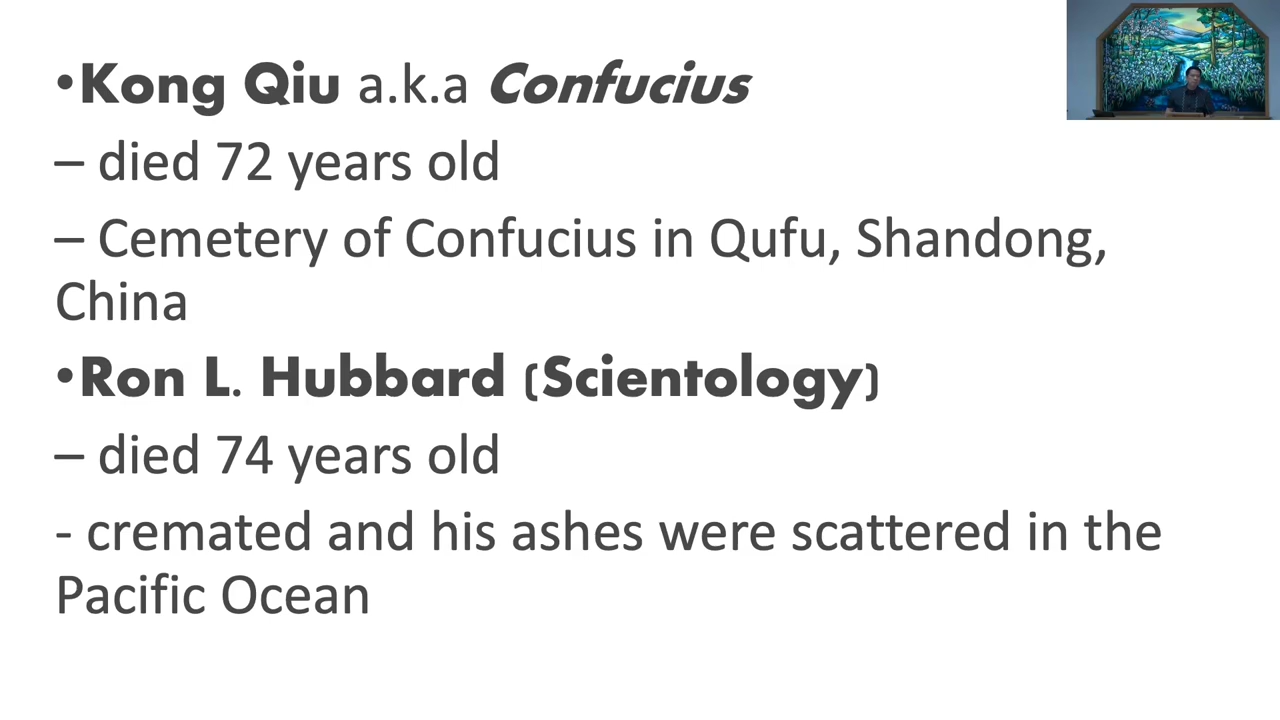 •Kong Qiu a.k.a Confucius
– died 72 years old
– Cemetery of Confucius in Qufu, Shandong,
China
•Ron L. Hubbard (Scientology)
– died 74 years old
- cremated and his ashes were scattered in the
Pacific Ocean